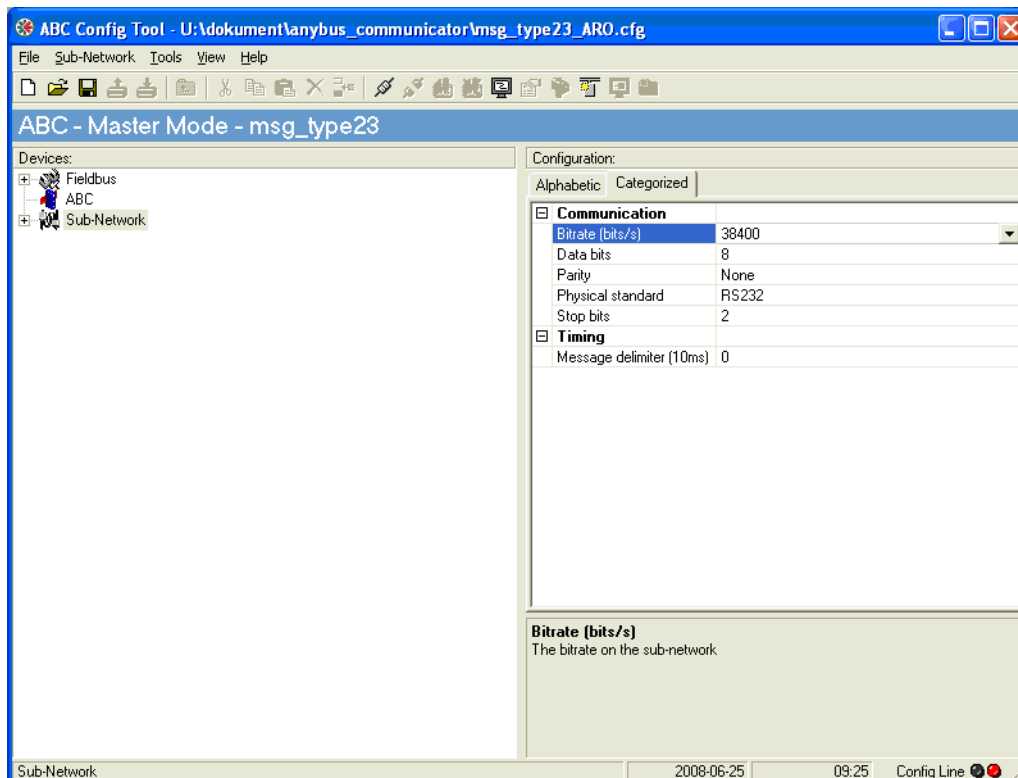 ABC Config Tool - U:\dokument\anybus_communicator\msg_type23_ARO.cfg
File Sub-Network Tools View Help
ABC - Master Mode - msg_type23
Devices:
Fieldbus
ABC
Sub-Network
Configuration:
Alphabetic Categorized
Communication
Bitrate (bits/s) 38400
Data bits 8
Parity None
Physical standard RS232
Stop bits 2
Timing
Message delimiter (10ms) 0
Bitrate (bits/s)
The bitrate on the sub-network
Sub-Network 2008-06-25 09:25 Config Line